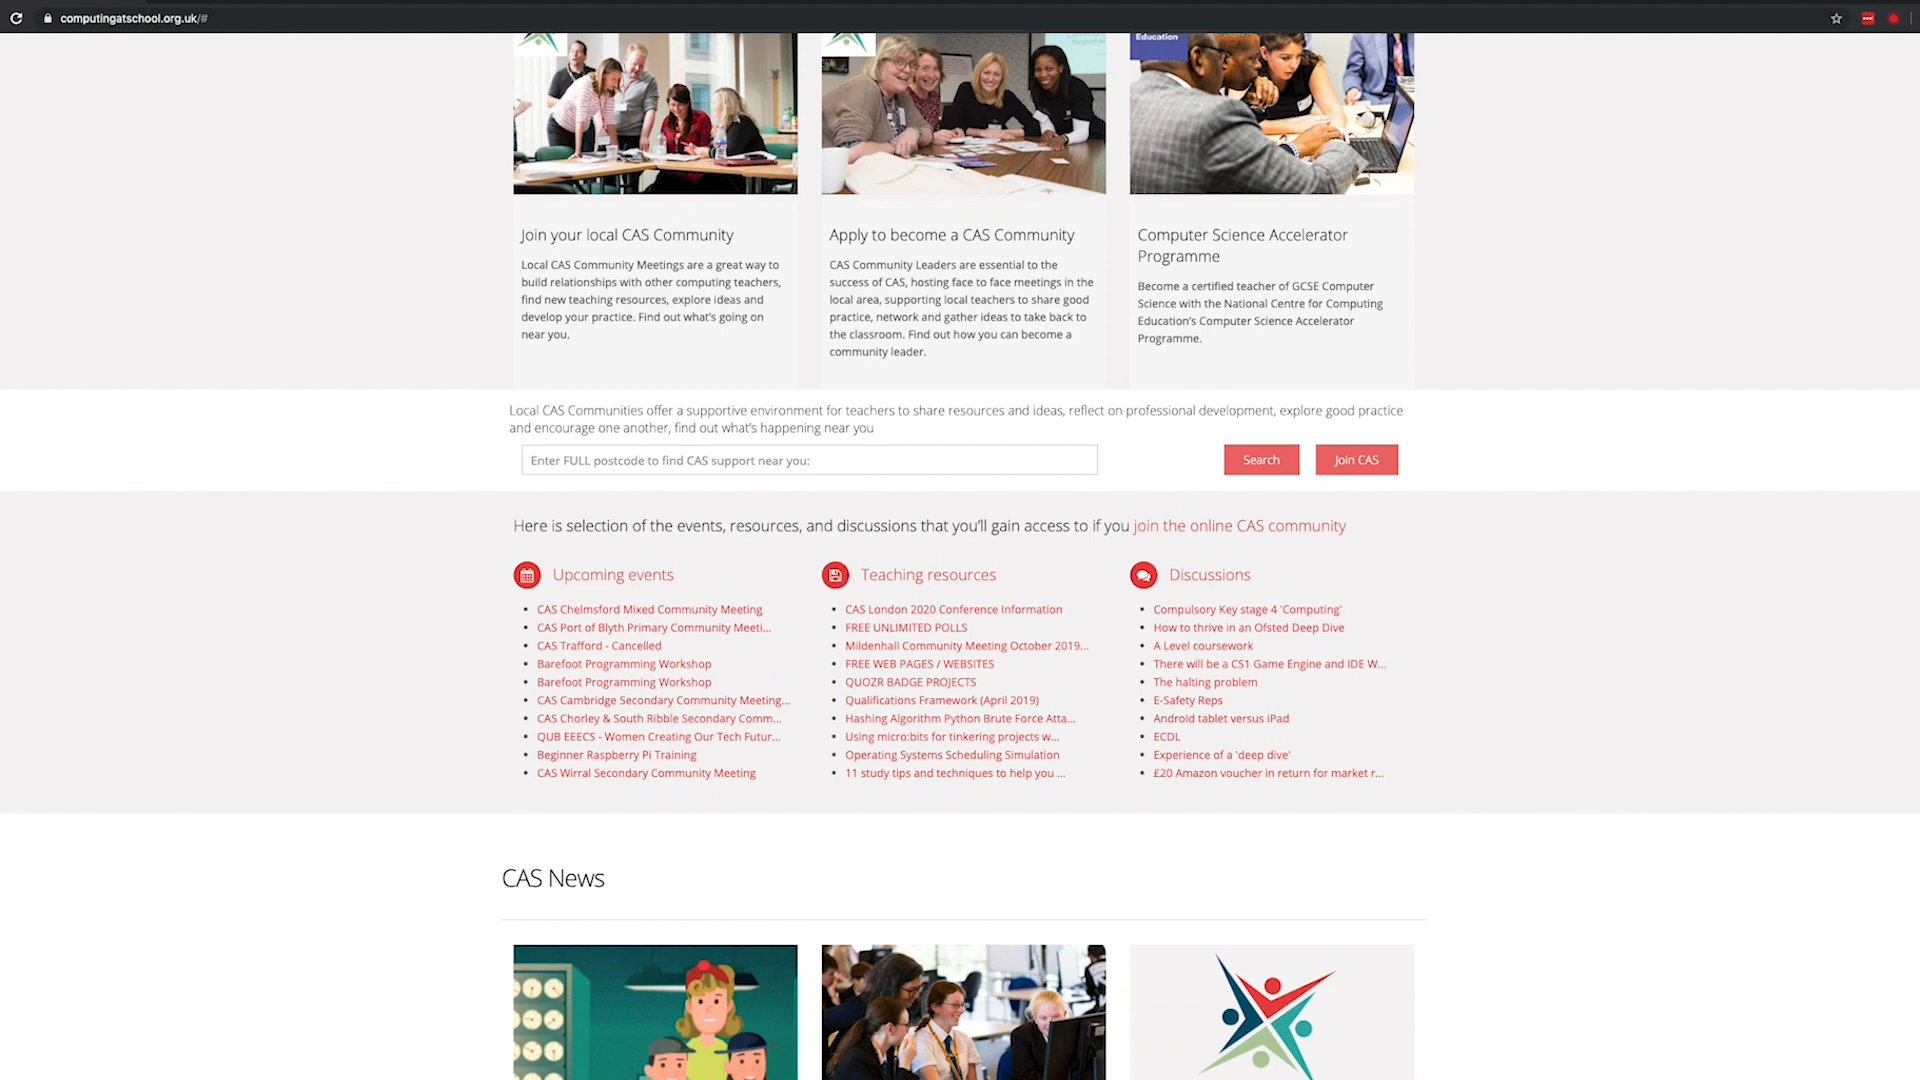 computingatschool.org.uk/#
Education
Join your local CAS Community
Local CAS Community Meetings are a great way to
build relationships with other computing teachers,
find new teaching resources, explore ideas and
develop your practice. Find out what's going on
near you.
Apply to become a CAS Community
CAS Community Leaders are essential to the
success of CAS, hosting face to face meetings in the
local area, supporting local teachers to share good
practice, network and gather ideas to take back to
the classroom. Find out how you can become a
community leader.
Computer Science Accelerator
Programme
Become a certified teacher of GCSE Computer
Science with the National Centre for Computing
Education's Computer Science Accelerator
Programme.
Local CAS Communities offer a supportive environment for teachers to share resources and ideas, reflect on professional development, explore good practice
and encourage one another, find out what's happening near you
Enter FULL postcode to find CAS support near you:
Search
Join CAS
Here is selection of the events, resources, and discussions that you'll gain access to if you join the online CAS community
Upcoming events
CAS Chelmsford Mixed Community Meeting
CAS Port of Blyth Primary Community Meeti...
CAS Trafford - Cancelled
Barefoot Programming Workshop
Barefoot Programming Workshop
CAS Cambridge Secondary Community Meeting...
CAS Chorley & South Ribble Secondary Comm...
QUB EEECS - Women Creating Our Tech Futur...
Beginner Raspberry Pi Training
CAS Wirral Secondary Community Meeting
Teaching resources
CAS London 2020 Conference Information
FREE UNLIMITED POLLS
Mildenhall Community Meeting October 2019...
FREE WEB PAGES / WEBSITES
QUOZR BADGE PROJECTS
Qualifications Framework (April 2019)
Hashing Algorithm Python Brute Force Atta...
Using micro:bits for tinkering projects w...
Operating Systems Scheduling Simulation
11 study tips and techniques to help you ...
Discussions
Compulsory Key stage 4 'Computing'
How to thrive in an Ofsted Deep Dive
A Level coursework
There will be a CS1 Game Engine and IDE W...
The halting problem
E-Safety Reps
Android tablet versus iPad
ECDL
Experience of a 'deep dive'
£20 Amazon voucher in return for market r...
CAS News